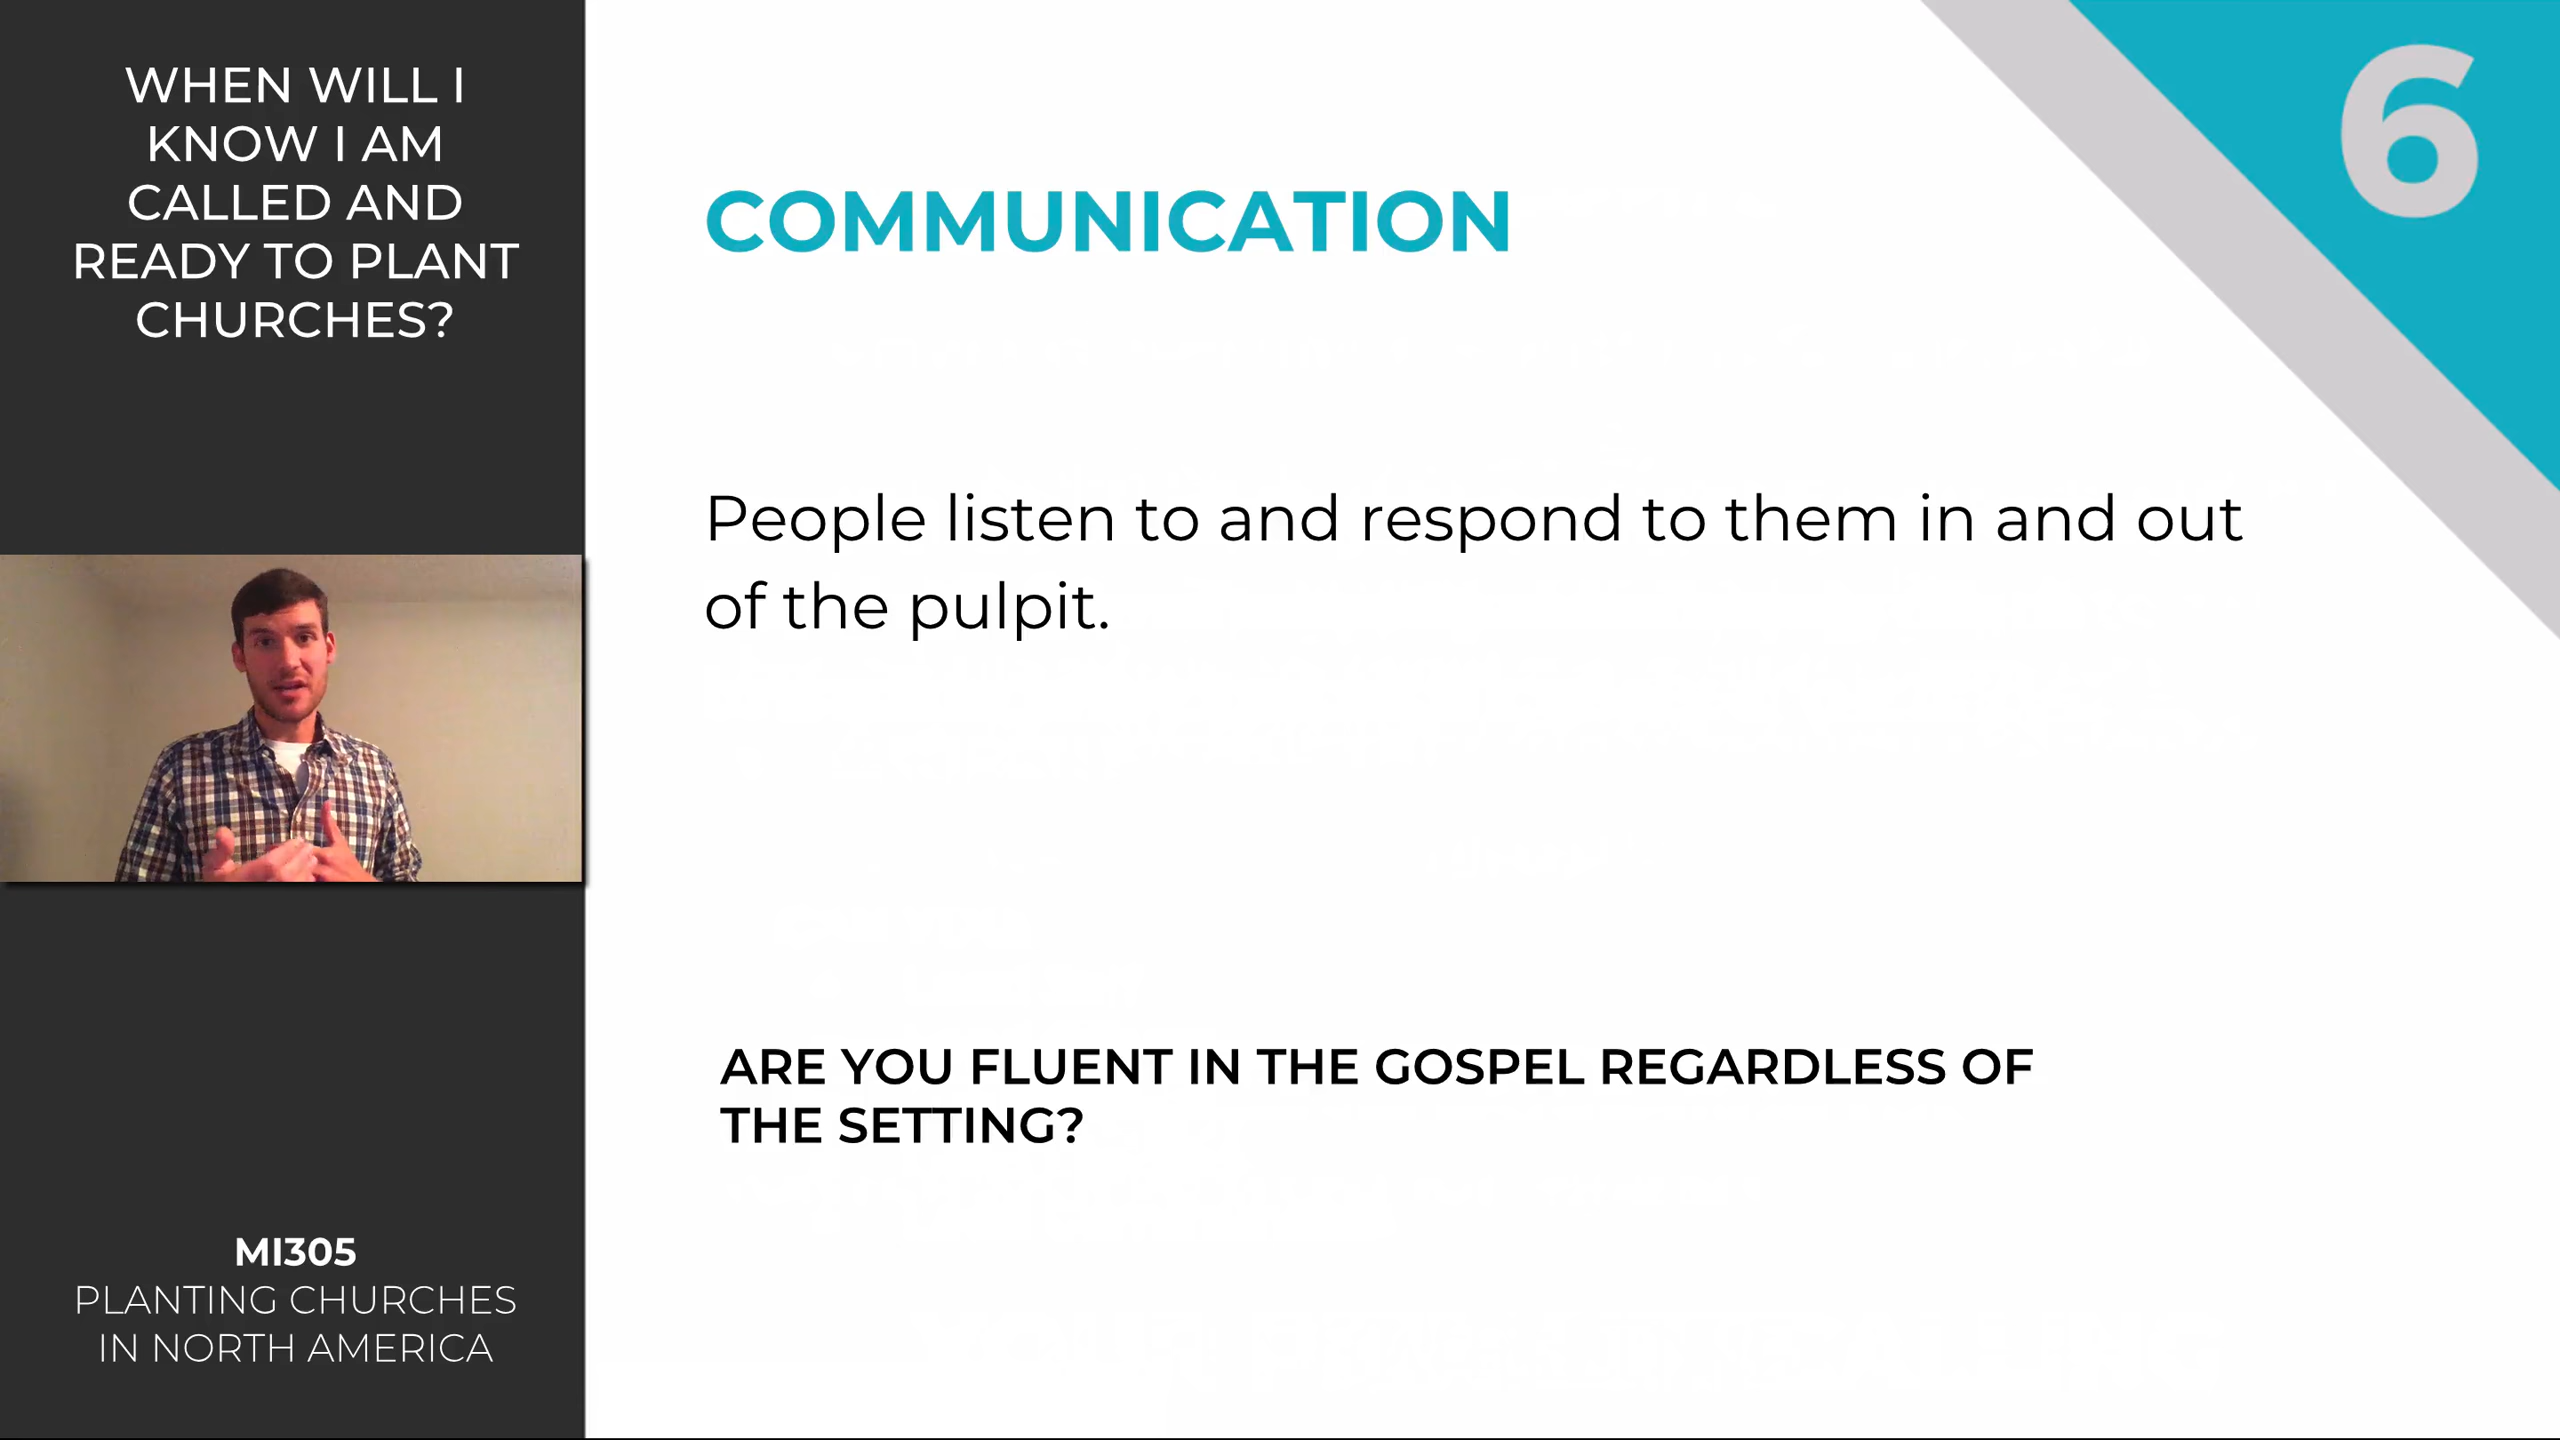 WHEN WILL I
KNOW I AM
CALLED AND
READY TO PLANT
CHURCHES?
MI305
PLANTING CHURCHES
IN NORTH AMERICA
6
COMMUNICATION
People listen to and respond to them in and out
of the pulpit.
ARE YOU FLUENT IN THE GOSPEL REGARDLESS OF
THE SETTING?